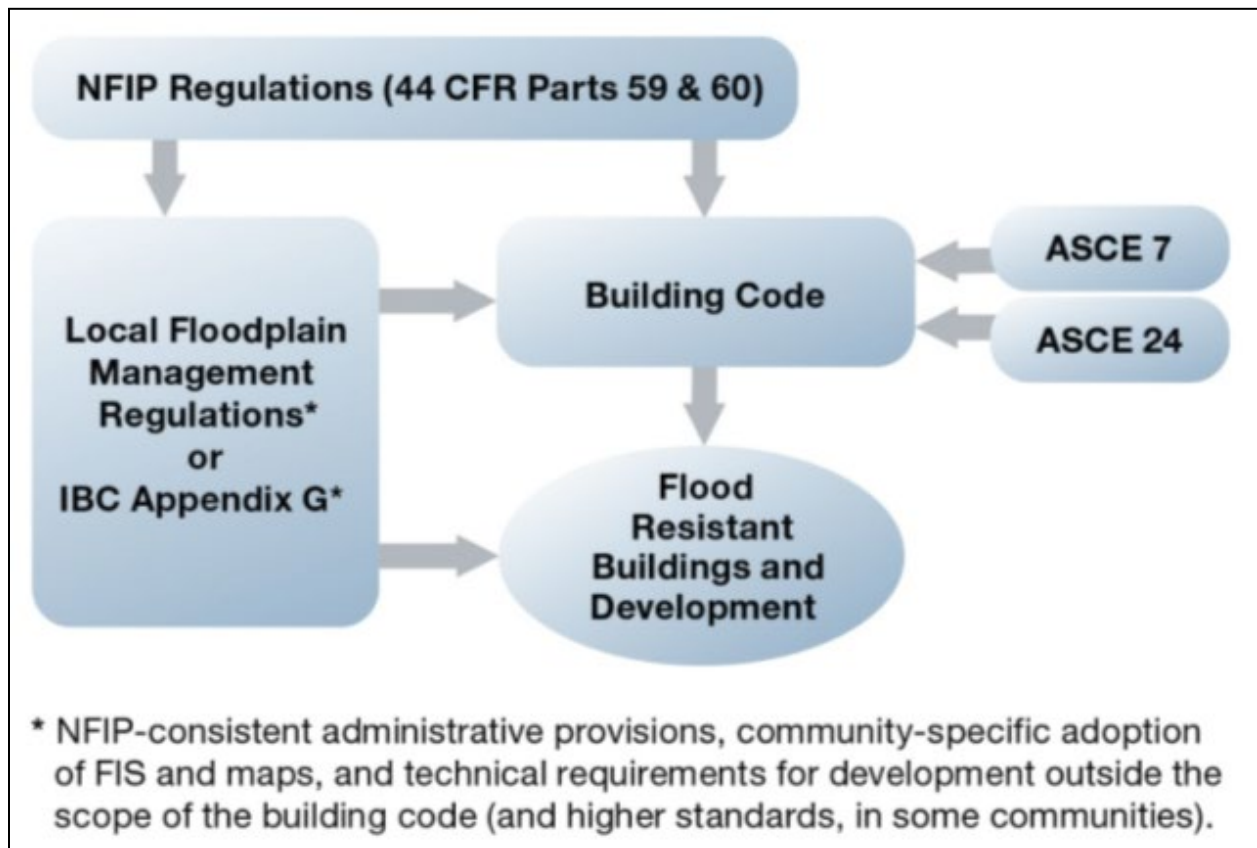 NFIP Regulations (44 CFR Parts 59 & 60)
Local Floodplain
Management
Regulations*
or
IBC Appendix G*
Building Code
ASCE 7
ASCE 24
Flood
Resistant
Buildings and
Development
* NFIP-consistent administrative provisions, community-specific adoption
of FIS and maps, and technical requirements for development outside the
scope of the building code (and higher standards, in some communities).